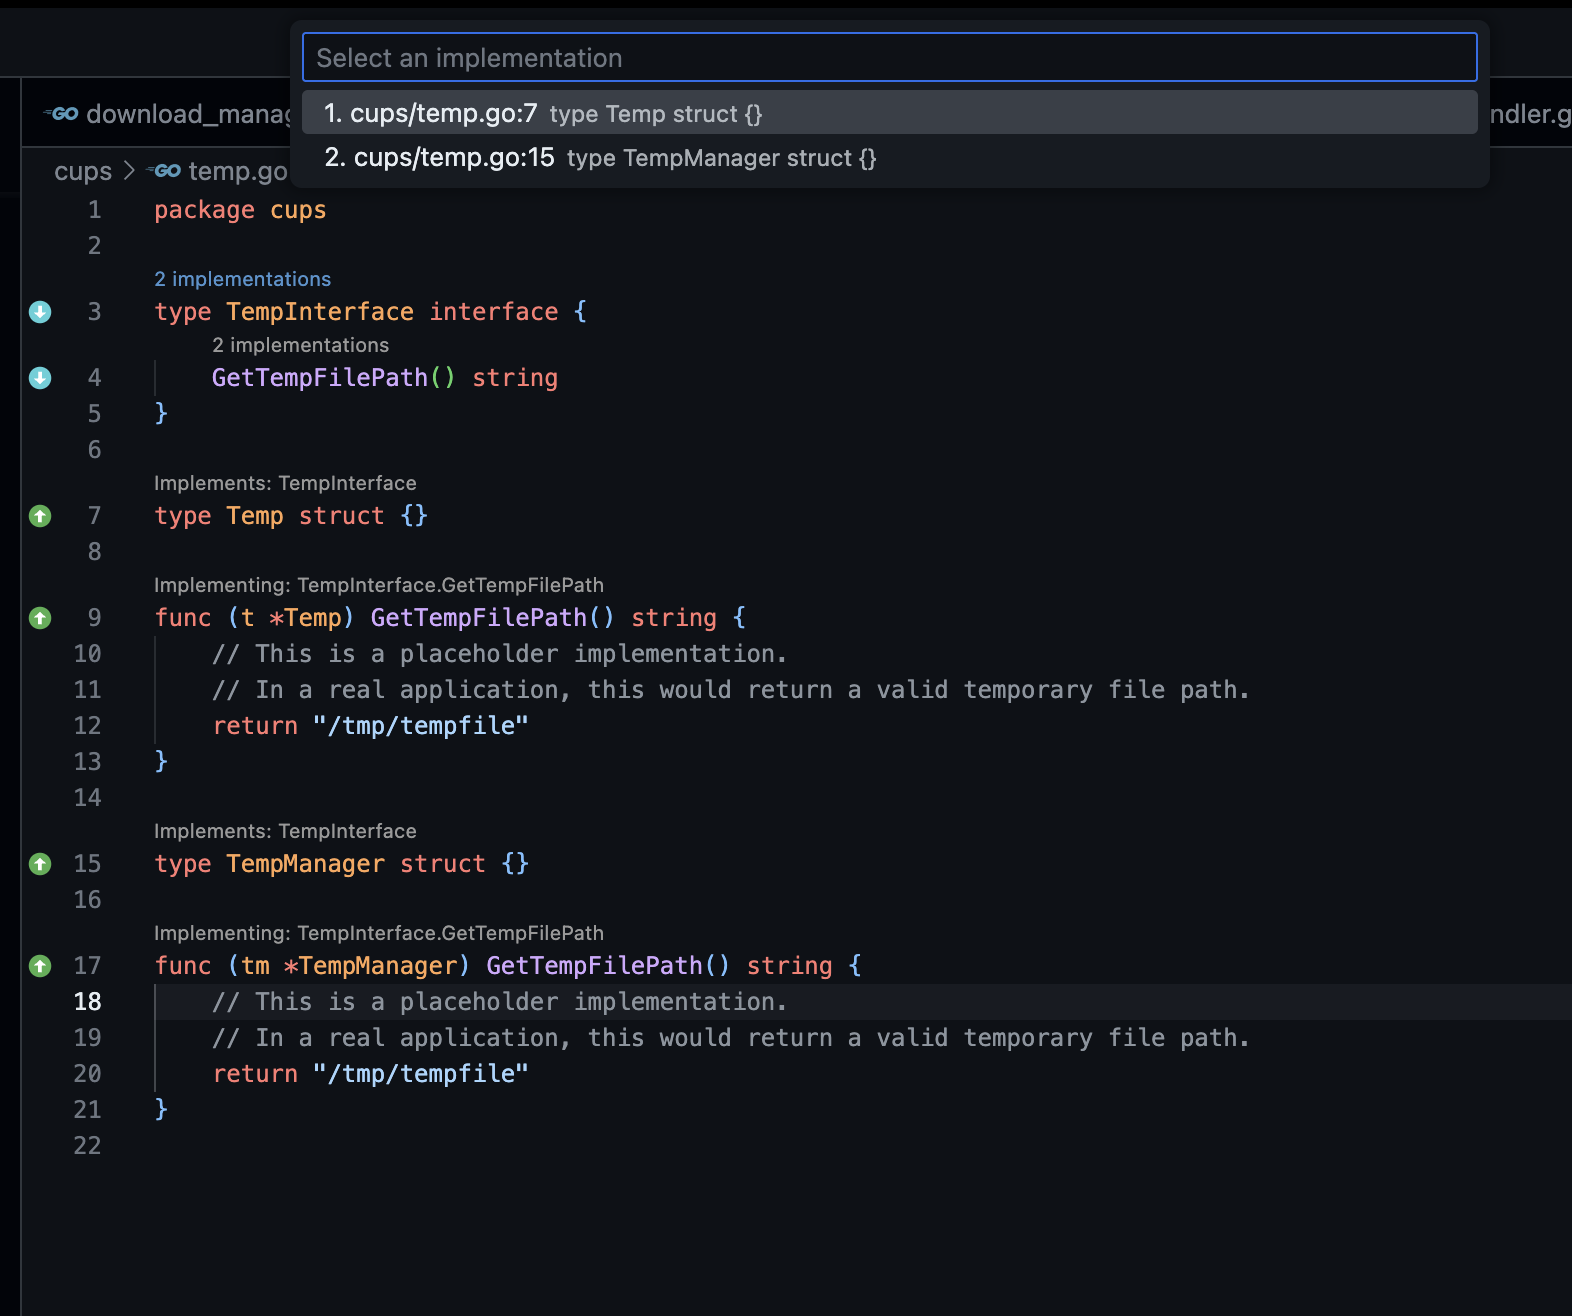 Select an implementation
1. cups/temp.go:7 type Temp struct {}
2. cups/temp.go:15 type TempManager struct {}
GO download_manag
ndler.g
cups > GO temp.go
1 package cups
2
2 implementations
3 type TempInterface interface {
2 implementations
4 GetTempFilePath() string
5 }
6
Implements: TempInterface
7 type Temp struct {}
8
Implementing: TempInterface.GetTempFilePath
9 func (t *Temp) GetTempFilePath() string {
10 // This is a placeholder implementation.
11 // In a real application, this would return a valid temporary file path.
12 return "/tmp/tempfile"
13 }
14
Implements: TempInterface
15 type TempManager struct {}
16
Implementing: TempInterface.GetTempFilePath
17 func (tm *TempManager) GetTempFilePath() string {
18 // This is a placeholder implementation.
19 // In a real application, this would return a valid temporary file path.
20 return "/tmp/tempfile"
21 }
22